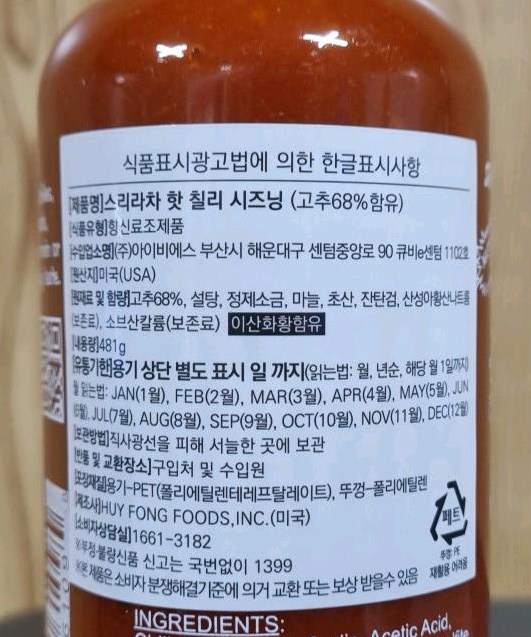 식품표시광고법에 의한 한글표시사항
[제품명]스리라차 핫 칠리 시즈닝 (고추68%함유)
[식품유형]향신료조제품
[수입업소명](주)아이비에스 부산시 해운대구 센텀중앙로 90 큐비e센텀 1102호
[원산지]미국(USA)
[원재료 및 함량]고추68%, 설탕, 정제소금, 마늘, 초산, 잔탄검, 산성아황산나트륨
(보존료), 소브산칼륨(보존료) 이산화황함유
[내용량]481g
[유통기한]용기 상단 별도 표시 일 까지(읽는법: 월, 년순, 해당 월 1일까지)
월 읽는법: JAN(1월), FEB(2월), MAR(3월), APR(4월), MAY(5월), JUN
(6월), JUL(7월), AUG(8월), SEP(9월), OCT(10월), NOV(11월), DEC(12월)
[보관방법]직사광선을 피해 서늘한 곳에 보관
[반품 및 교환장소]구입처 및 수입원
[포장재질]용기-PET(폴리에틸렌테레프탈레이트), 뚜껑-폴리에틸렌
[제조사]HUY FONG FOODS,INC.(미국)
[소비자상담실]1661-3182
※부정·불량식품 신고는 국번없이 1399
※본 제품은 소비자 분쟁해결기준에 의거 교환 또는 보상 받을수 있음
페트
뚜껑: PE
재활용 어려움
INGREDIENTS:
Acetic Acid,